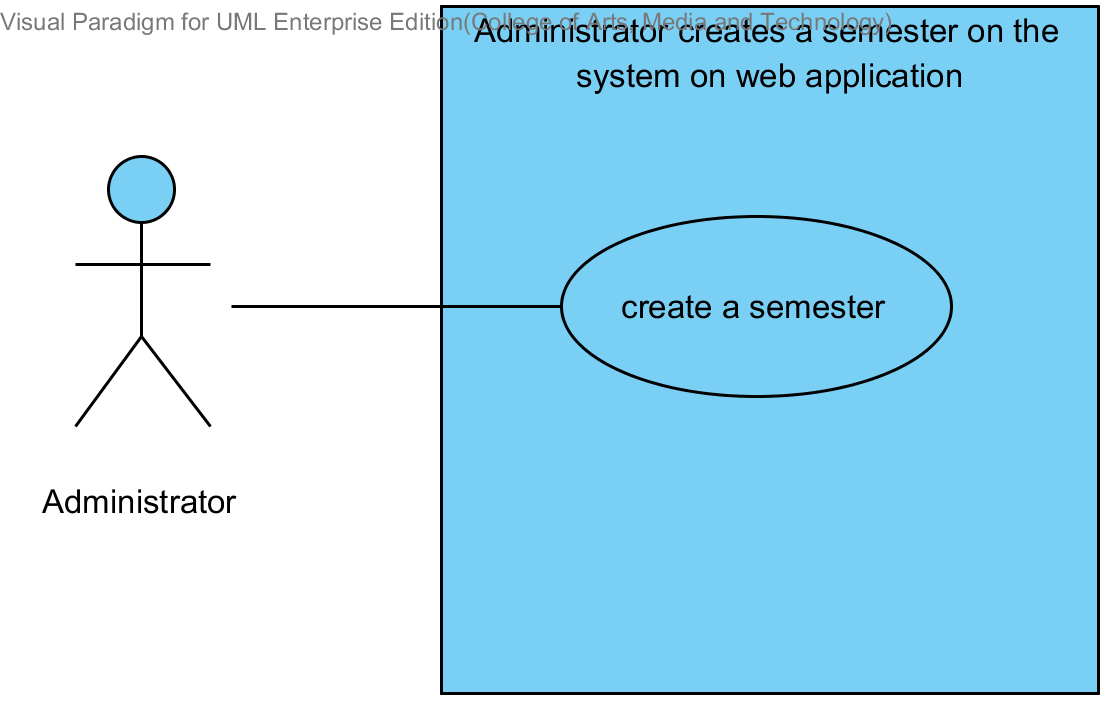 Visual Paradigm for UML Enterprise Edition(College of Arts, Media and Technology)
Administrator creates a semester on the
system on web application
create a semester
Administrator